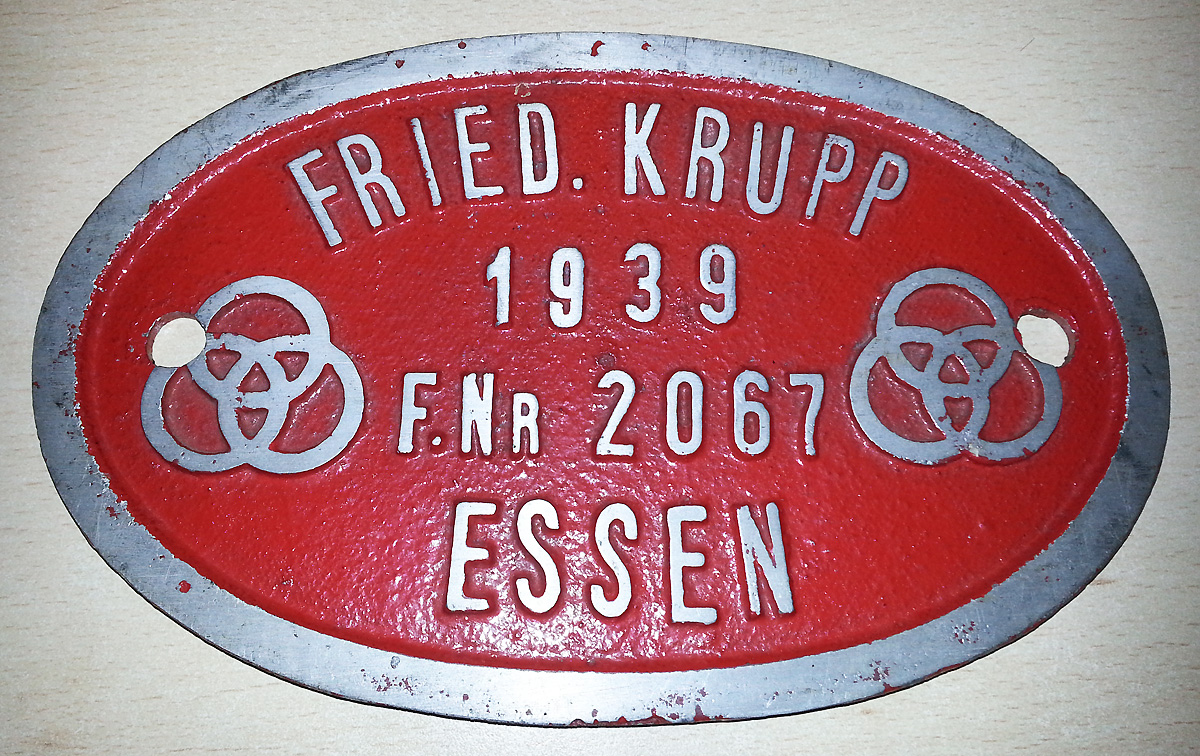 FRIED. KRUPP
1939
F.NR 2067
ESSEN